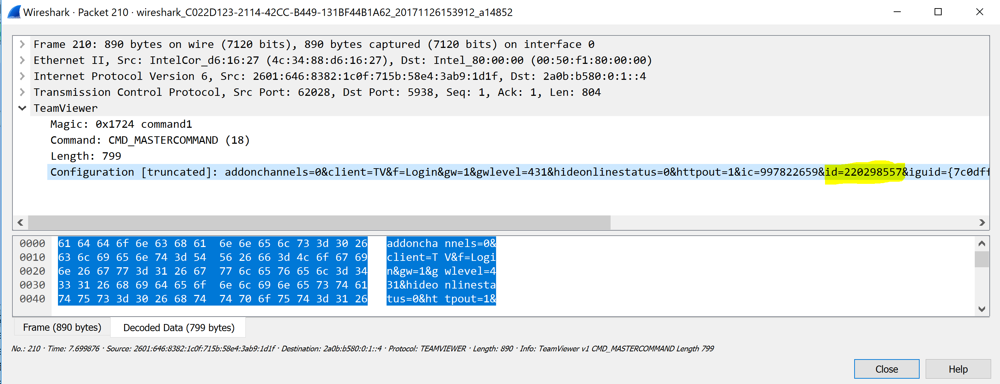 Wireshark · Packet 210 · wireshark_C022D123-2114-42CC-B449-131BF44B1A62_20171126153912_a14852
Frame 210: 890 bytes on wire (7120 bits), 890 bytes captured (7120 bits) on interface 0
Ethernet II, Src: IntelCor_d6:16:27 (4c:34:88:d6:16:27), Dst: Intel_80:00:00 (00:50:f1:80:00:00)
Internet Protocol Version 6, Src: 2601:646:8382:1c0f:715b:58e4:3ab9:1d1f, Dst: 2a0b:b580:0:1::4
Transmission Control Protocol, Src Port: 62028, Dst Port: 5938, Seq: 1, Ack: 1, Len: 804
TeamViewer
Magic: 0x1724 command1
Command: CMD_MASTERCOMMAND (18)
Length: 799
Configuration [truncated]: addonchannels=0&client=TV&f=Login&gw=1&gwlevel=431&hideonlinestatus=0&httpout=1&ic=997822659&id=220298557&iguid={7c0dff
0000 61 64 64 6f 6e 63 68 61 6e 6e 65 6c 73 3d 30 26 addoncha nnels=0&
0010 63 6c 69 65 6e 74 3d 54 56 26 66 3d 4c 6f 67 69 client=T V&f=Logi
0020 6e 26 67 77 3d 31 26 67 77 6c 65 76 65 6c 3d 34 n&gw=1&g wlevel=4
0030 33 31 26 68 69 64 65 6f 6e 6c 69 6e 65 73 74 61 31&hideo nlinesta
0040 74 75 73 3d 30 26 68 74 74 70 6f 75 74 3d 31 26 tus=0&ht tpout=1&
Frame (890 bytes) Decoded Data (799 bytes)
No.: 210 · Time: 7.699876 · Source: 2601:646:8382:1c0f:715b:58e4:3ab9:1d1f · Destination: 2a0b:b580:0:1::4 · Protocol: TEAMVIEWER · Length: 890 · Info: TeamViewer v1 CMD_MASTERCOMMAND Length 799
Close Help